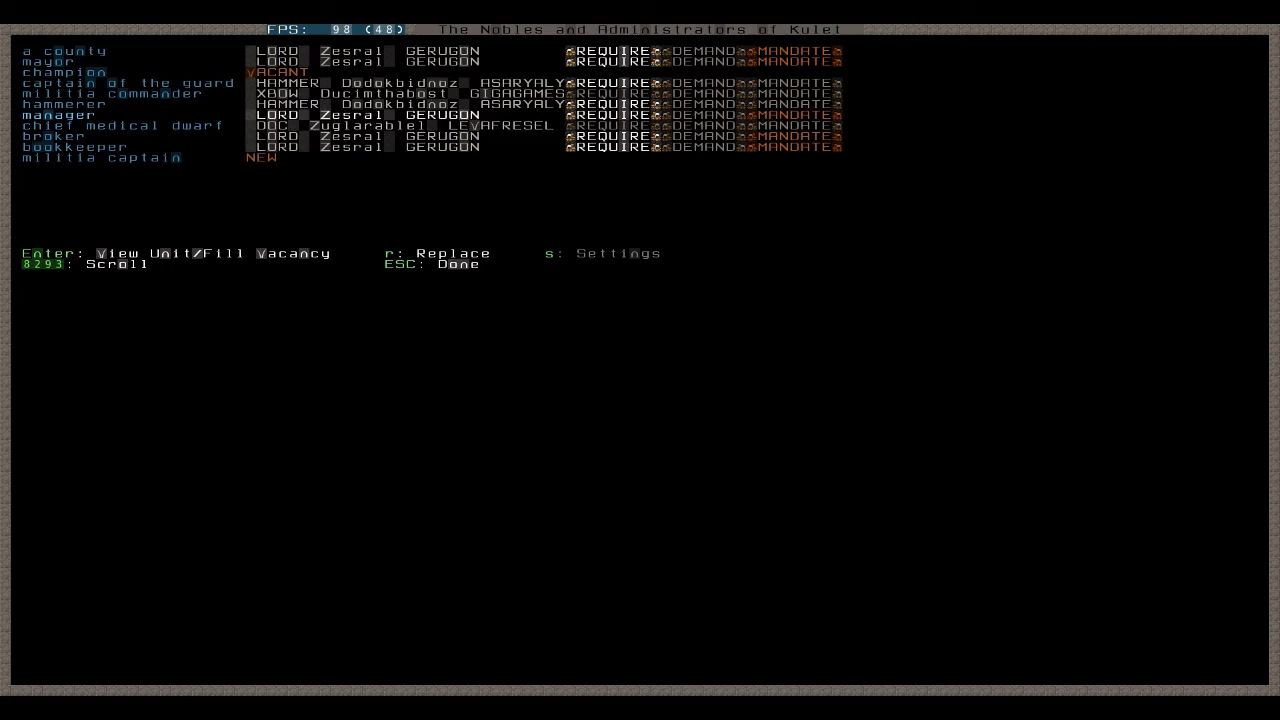 FPS: 98 (48) The Nobles and Administrators of Kulet
a county LORD Zesral GERUGON REQUIRE DEMAND MANDATE
mayor LORD Zesral GERUGON REQUIRE DEMAND MANDATE
champion VACANT
captain of the guard HAMMER Dodokbidnoz ASARYALY REQUIRE DEMAND MANDATE
militia commander XBOW Ducimthabost GIGAGAMES REQUIRE DEMAND MANDATE
hammerer HAMMER Dodokbidnoz ASARYALY REQUIRE DEMAND MANDATE
manager LORD Zesral GERUGON REQUIRE DEMAND MANDATE
chief medical dwarf DOC Zuglarablel LEVAFRESEL REQUIRE DEMAND MANDATE
broker LORD Zesral GERUGON REQUIRE DEMAND MANDATE
bookkeeper LORD Zesral GERUGON REQUIRE DEMAND MANDATE
militia captain NEW
Enter: View Unit/Fill Vacancy r: Replace s: Settings
8293: Scroll ESC: Done